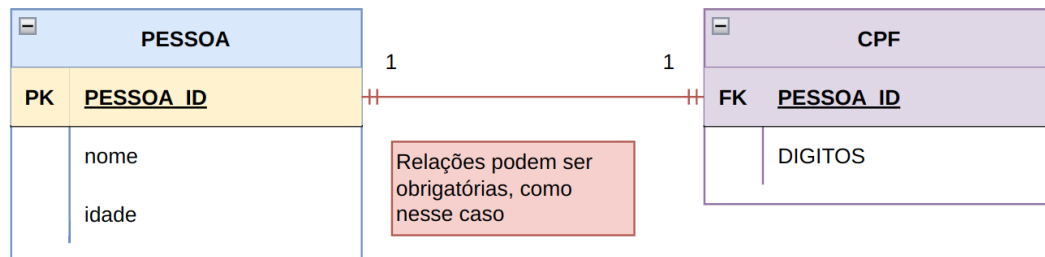 PESSOA
PK PESSOA_ID
nome
idade
1
1
Relações podem ser
obrigatórias, como
nesse caso
CPF
FK PESSOA_ID
DIGITOS